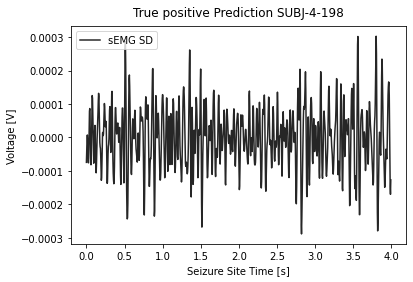 True positive Prediction SUBJ-4-198
sEMG SD
0.0003
0.0002
0.0001
0.0000
−0.0001
−0.0002
−0.0003
Voltage [V]
0.0 0.5 1.0 1.5 2.0 2.5 3.0 3.5 4.0
Seizure Site Time [s]